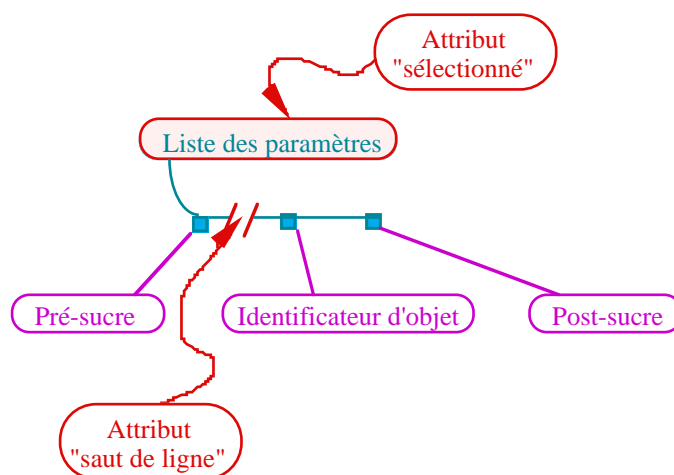 Attribut
"sélectionné"
Liste des paramètres
Pré-sucre
Identificateur d'objet
Post-sucre
Attribut
"saut de ligne"